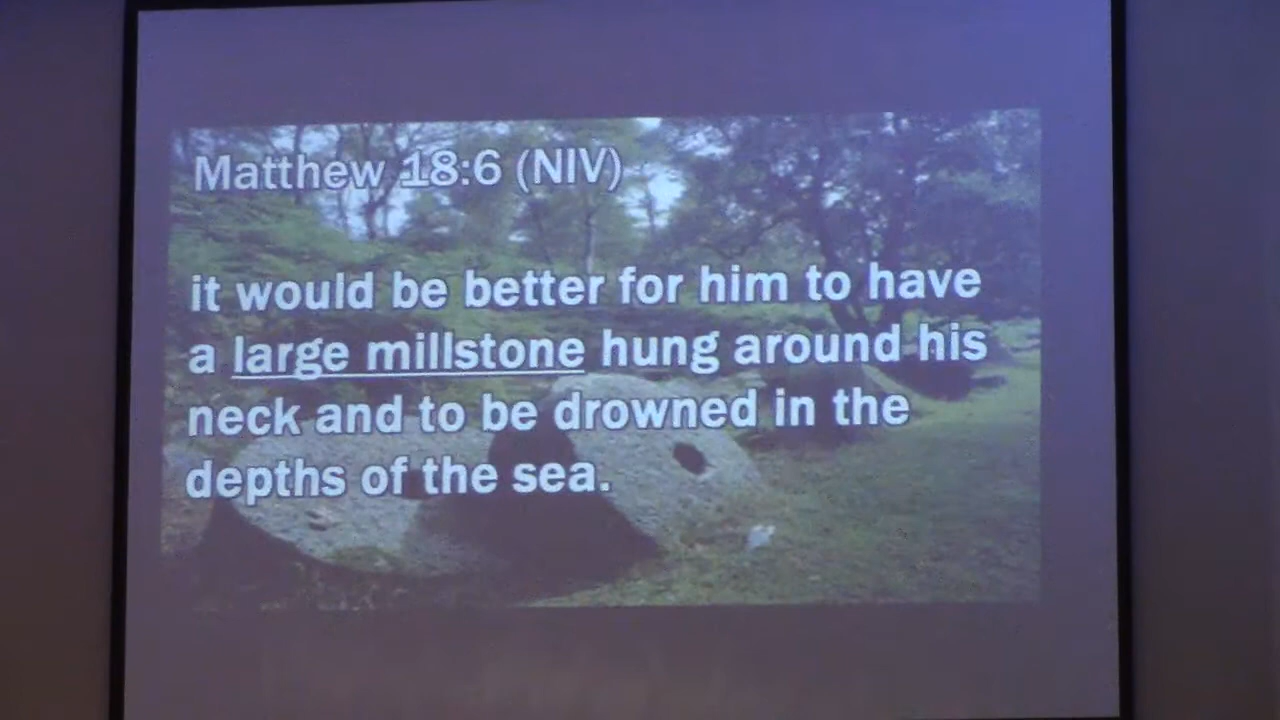 Matthew 18:6 (NIV)
it would be better for him to have
a large millstone hung around his
neck and to be drowned in the
depths of the sea.